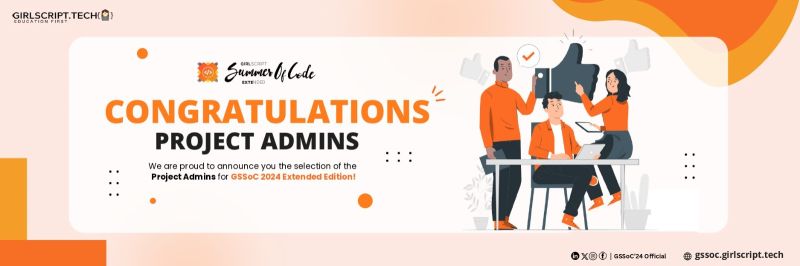 GIRLSCRIPT.TECH{}
EDUCATION FIRST
GIRLSCRIPT
Summer Of Code
EXTENDED
CONGRATULATIONS
PROJECT ADMINS
We are proud to announce you the selection of the
Project Admins for GSSoC 2024 Extended Edition!
| GSSoC'24 Official
gssoc.girlscript.tech